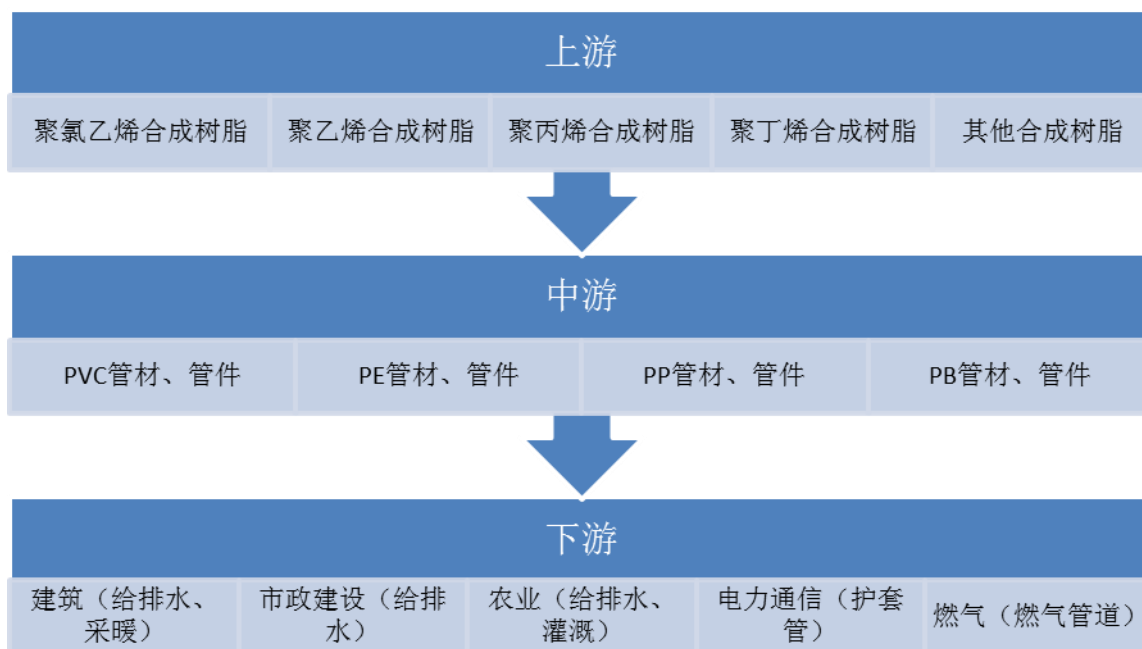 上游
聚氯乙烯合成树脂 聚乙烯合成树脂 聚丙烯合成树脂 聚丁烯合成树脂 其他合成树脂
中游
PVC管材、管件 PE管材、管件 PP管材、管件 PB管材、管件
下游
建筑（给排水、
采暖）
市政建设（给排
水）
农业（给排水、
灌溉）
电力通信（护套
管）
燃气（燃气管道）